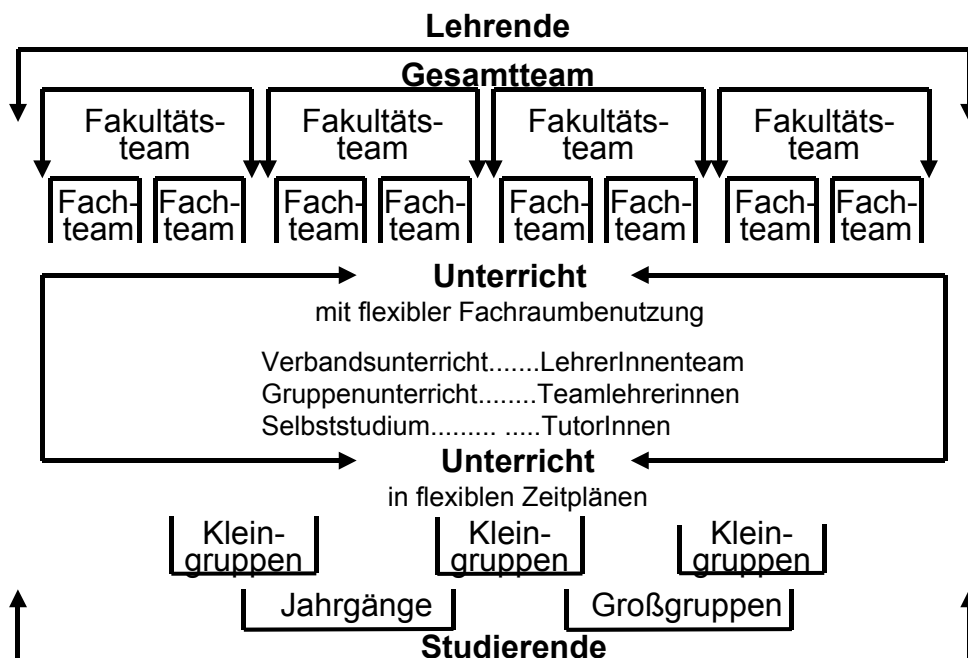 Lehrende
Gesamtteam
Fakultäts- Fakultäts- Fakultäts- Fakultäts-
team team team team
Fach- Fach- Fach- Fach- Fach- Fach- Fach- Fach-
team team team team team team team team
Unterricht
mit flexibler Fachraumbenutzung
Verbandsunterricht.......LehrerInnenteam
Gruppenunterricht........Teamlehrerinnen
Selbststudium......... .....TutorInnen
Unterricht
in flexiblen Zeitplänen
Klein- Klein- Klein-
gruppen gruppen gruppen
Jahrgänge Großgruppen
Studierende